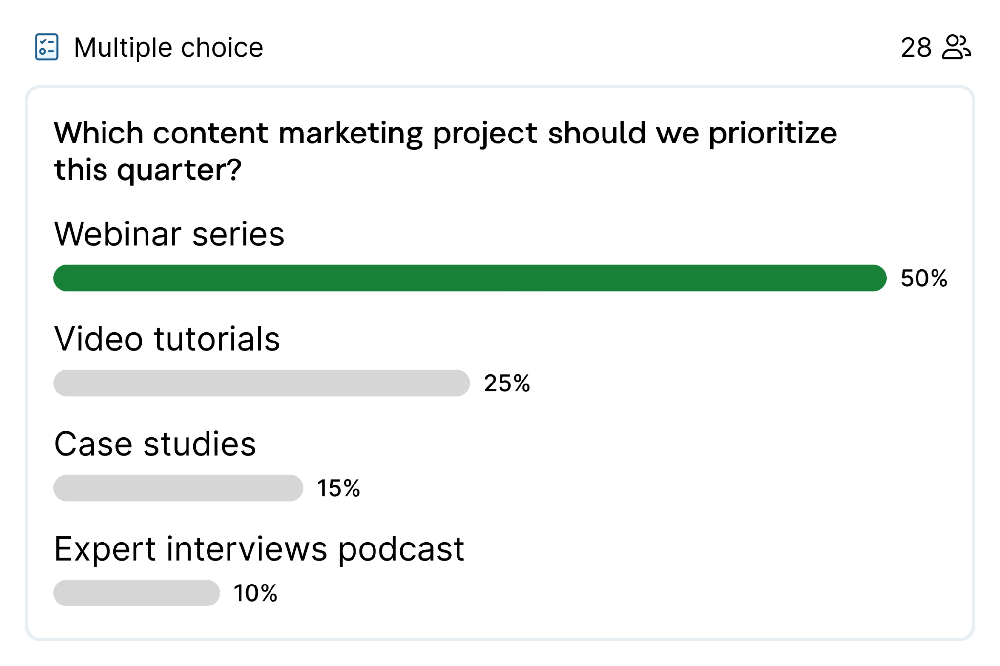 Multiple choice
28
Which content marketing project should we prioritize
this quarter?
Webinar series
50%
Video tutorials
25%
Case studies
15%
Expert interviews podcast
10%